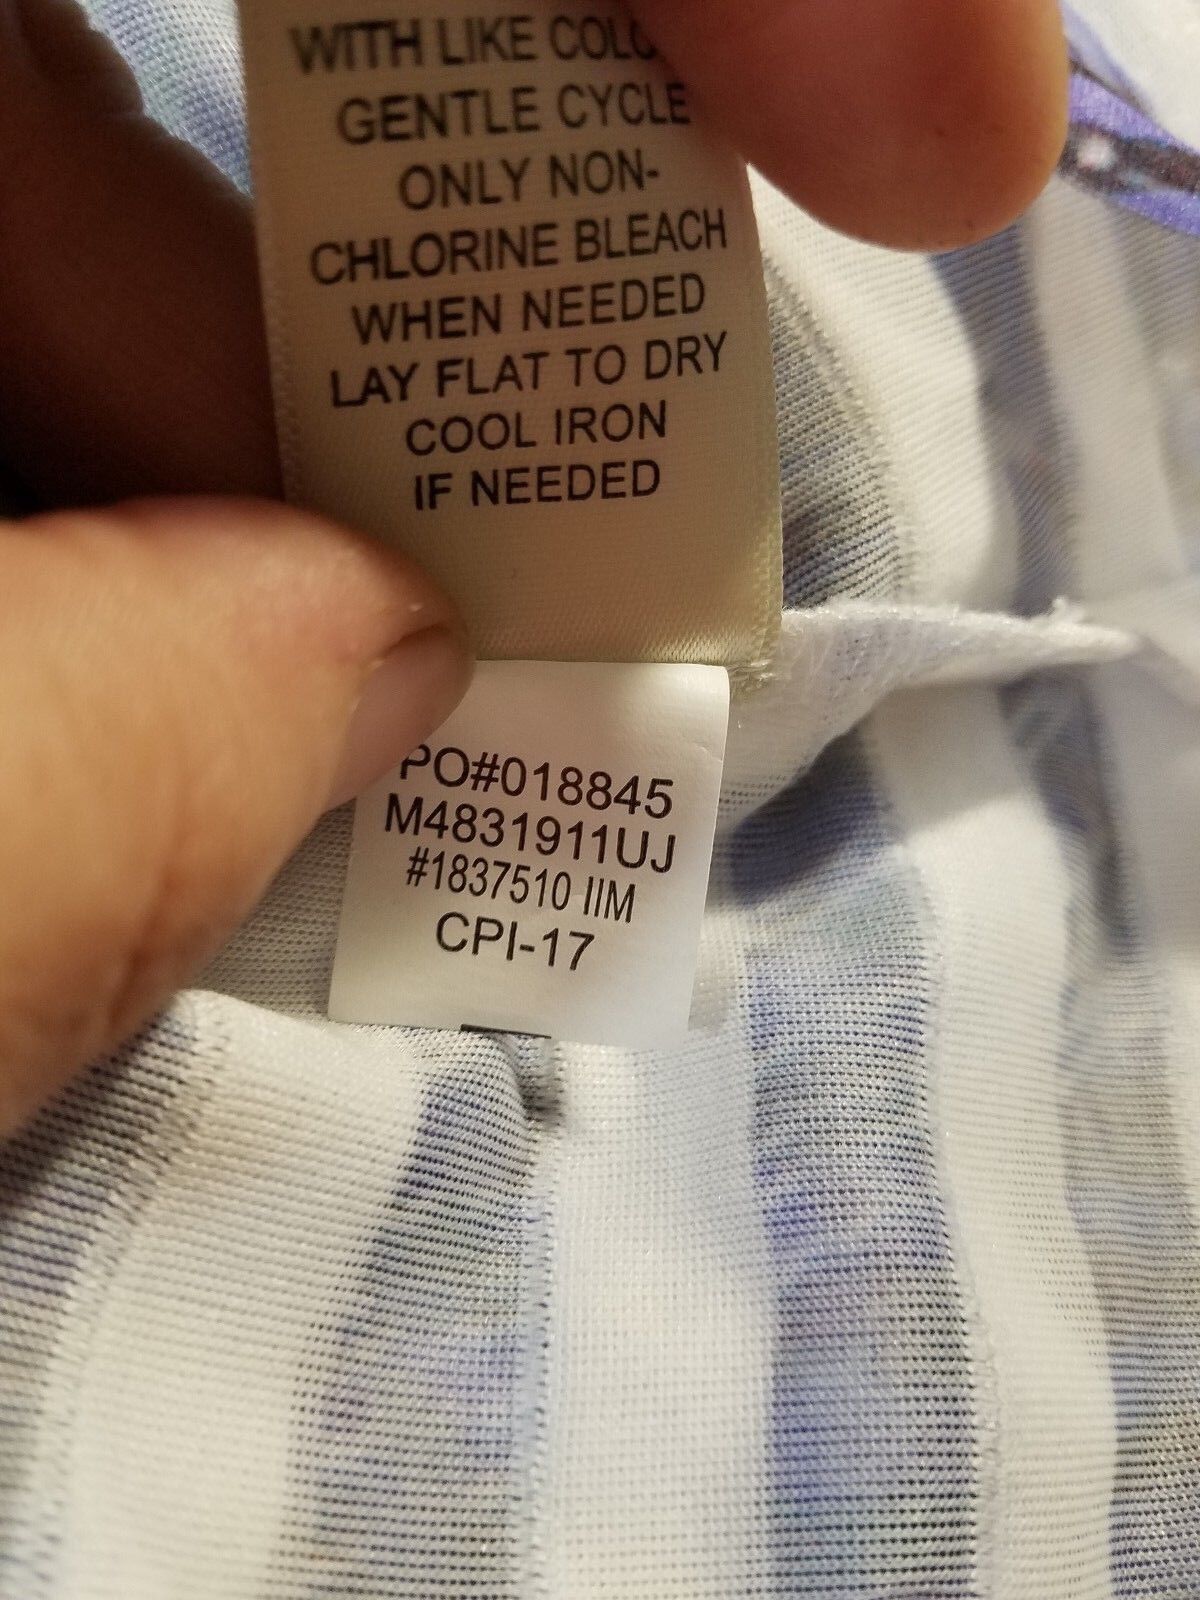 WITH LIKE
GENTLE CYCLE
ONLY NON-
CHLORINE BLEACH
WHEN NEEDED
LAY FLAT TO DRY
COOL IRON
IF NEEDED
PO#018845
M4831911UJ
#1837510 IIM
CPI-17